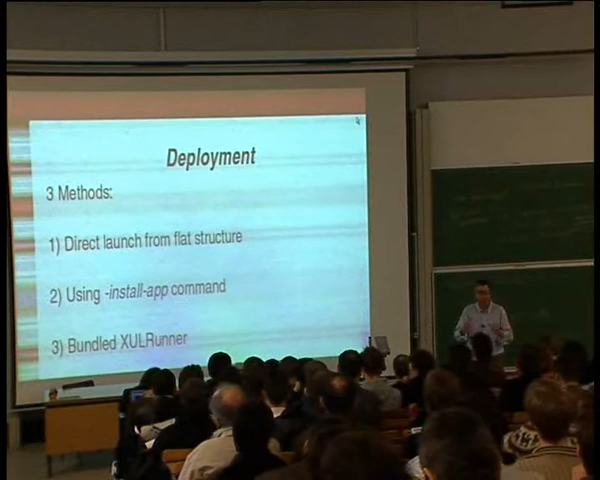 Deployment
3 Methods:
1) Direct launch from flat structure
2) Using -install-app command
3) Bundled XULRunner